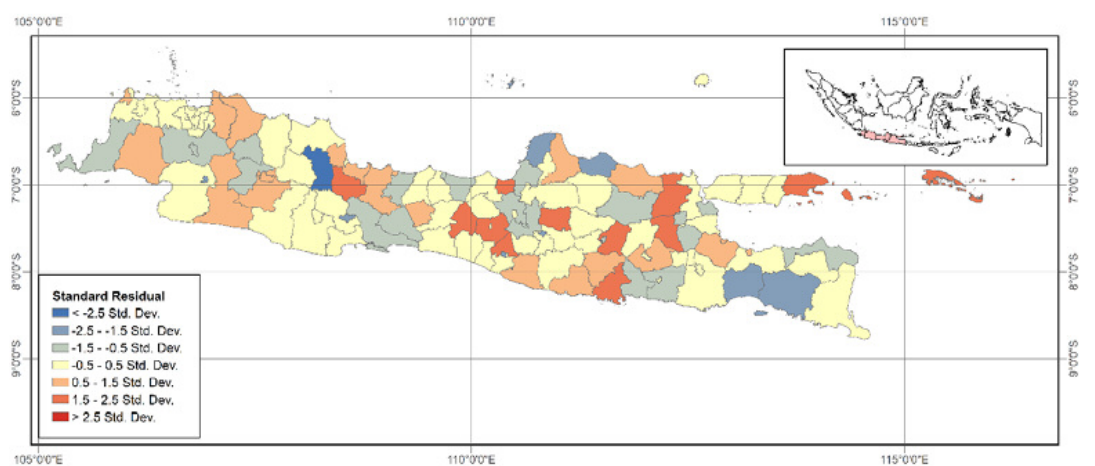 105°0'0"E 110°0'0"E 115°0'0"E
6°0'0"S 6°0'0"S
7°0'0"S 7°0'0"S
8°0'0"S 8°0'0"S
Standard Residual
< -2.5 Std. Dev.
-2.5 - -1.5 Std. Dev.
-1.5 - -0.5 Std. Dev.
-0.5 - 0.5 Std. Dev.
0.5 - 1.5 Std. Dev.
1.5 - 2.5 Std. Dev.
> 2.5 Std. Dev.
9°0'0"S 9°0'0"S
105°0'0"E 110°0'0"E 115°0'0"E